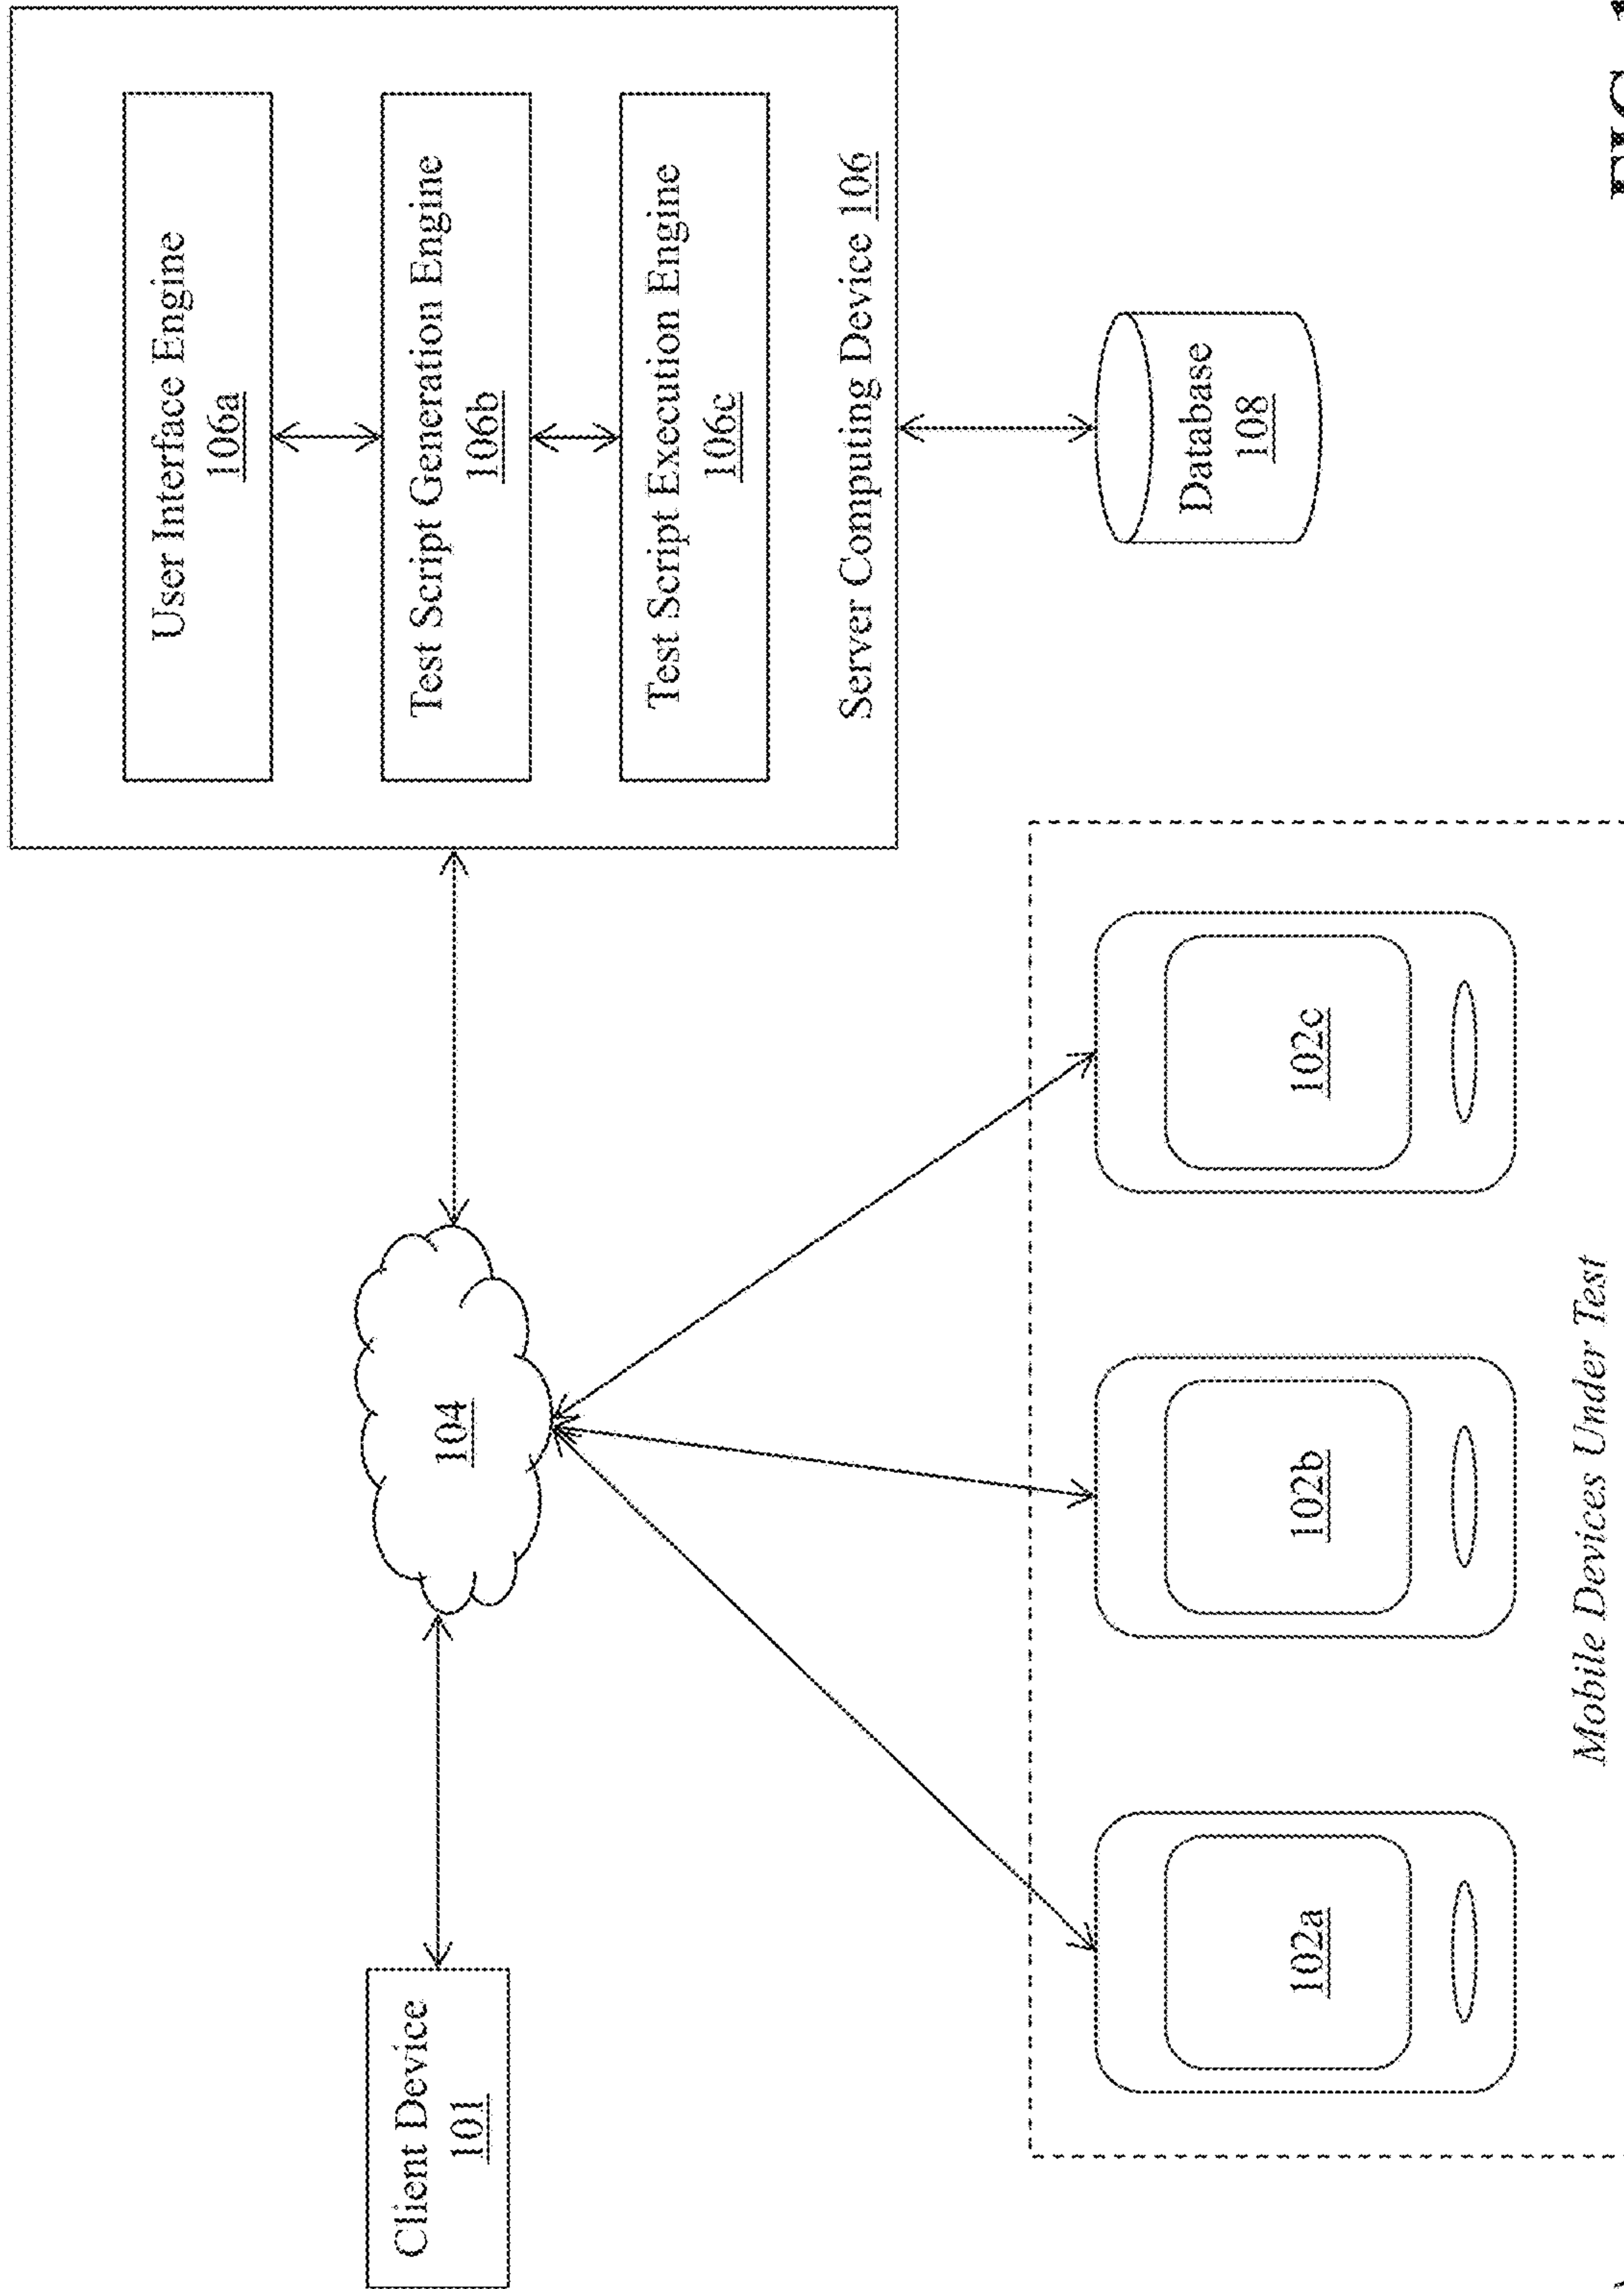 User Interface Engine
106a
Test Script Generation Engine
106b
Test Script Execution Engine
106c
Server Computing Device 106
Database
108
104
Client Device
101
102a
102b
102c
Mobile Devices Under Test